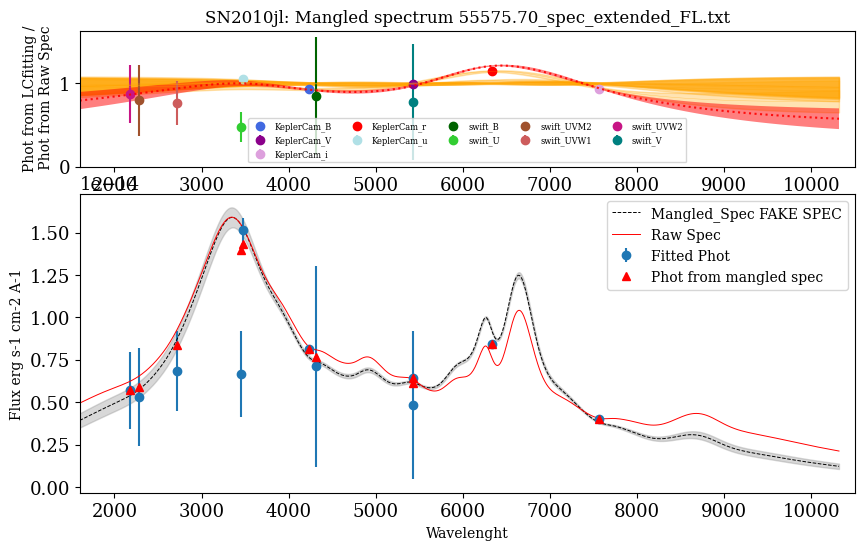 SN2010jl: Mangled spectrum 55575.70_spec_extended_FL.txt
Phot from LCfitting /
Phot from Raw Spec
1
0
KeplerCam_B
KeplerCam_V
KeplerCam_i
KeplerCam_r
KeplerCam_u
swift_B
swift_U
swift_UVM2
swift_UVW1
swift_UVW2
swift_V
2000 3000 4000 5000 6000 7000 8000 9000 10000
Flux erg s-1 cm-2 A-1
1.50
1.25
1.00
0.75
0.50
0.25
0.00
Mangled_Spec FAKE SPEC
Raw Spec
Fitted Phot
Phot from mangled spec
2000 3000 4000 5000 6000 7000 8000 9000 10000
Wavelenght